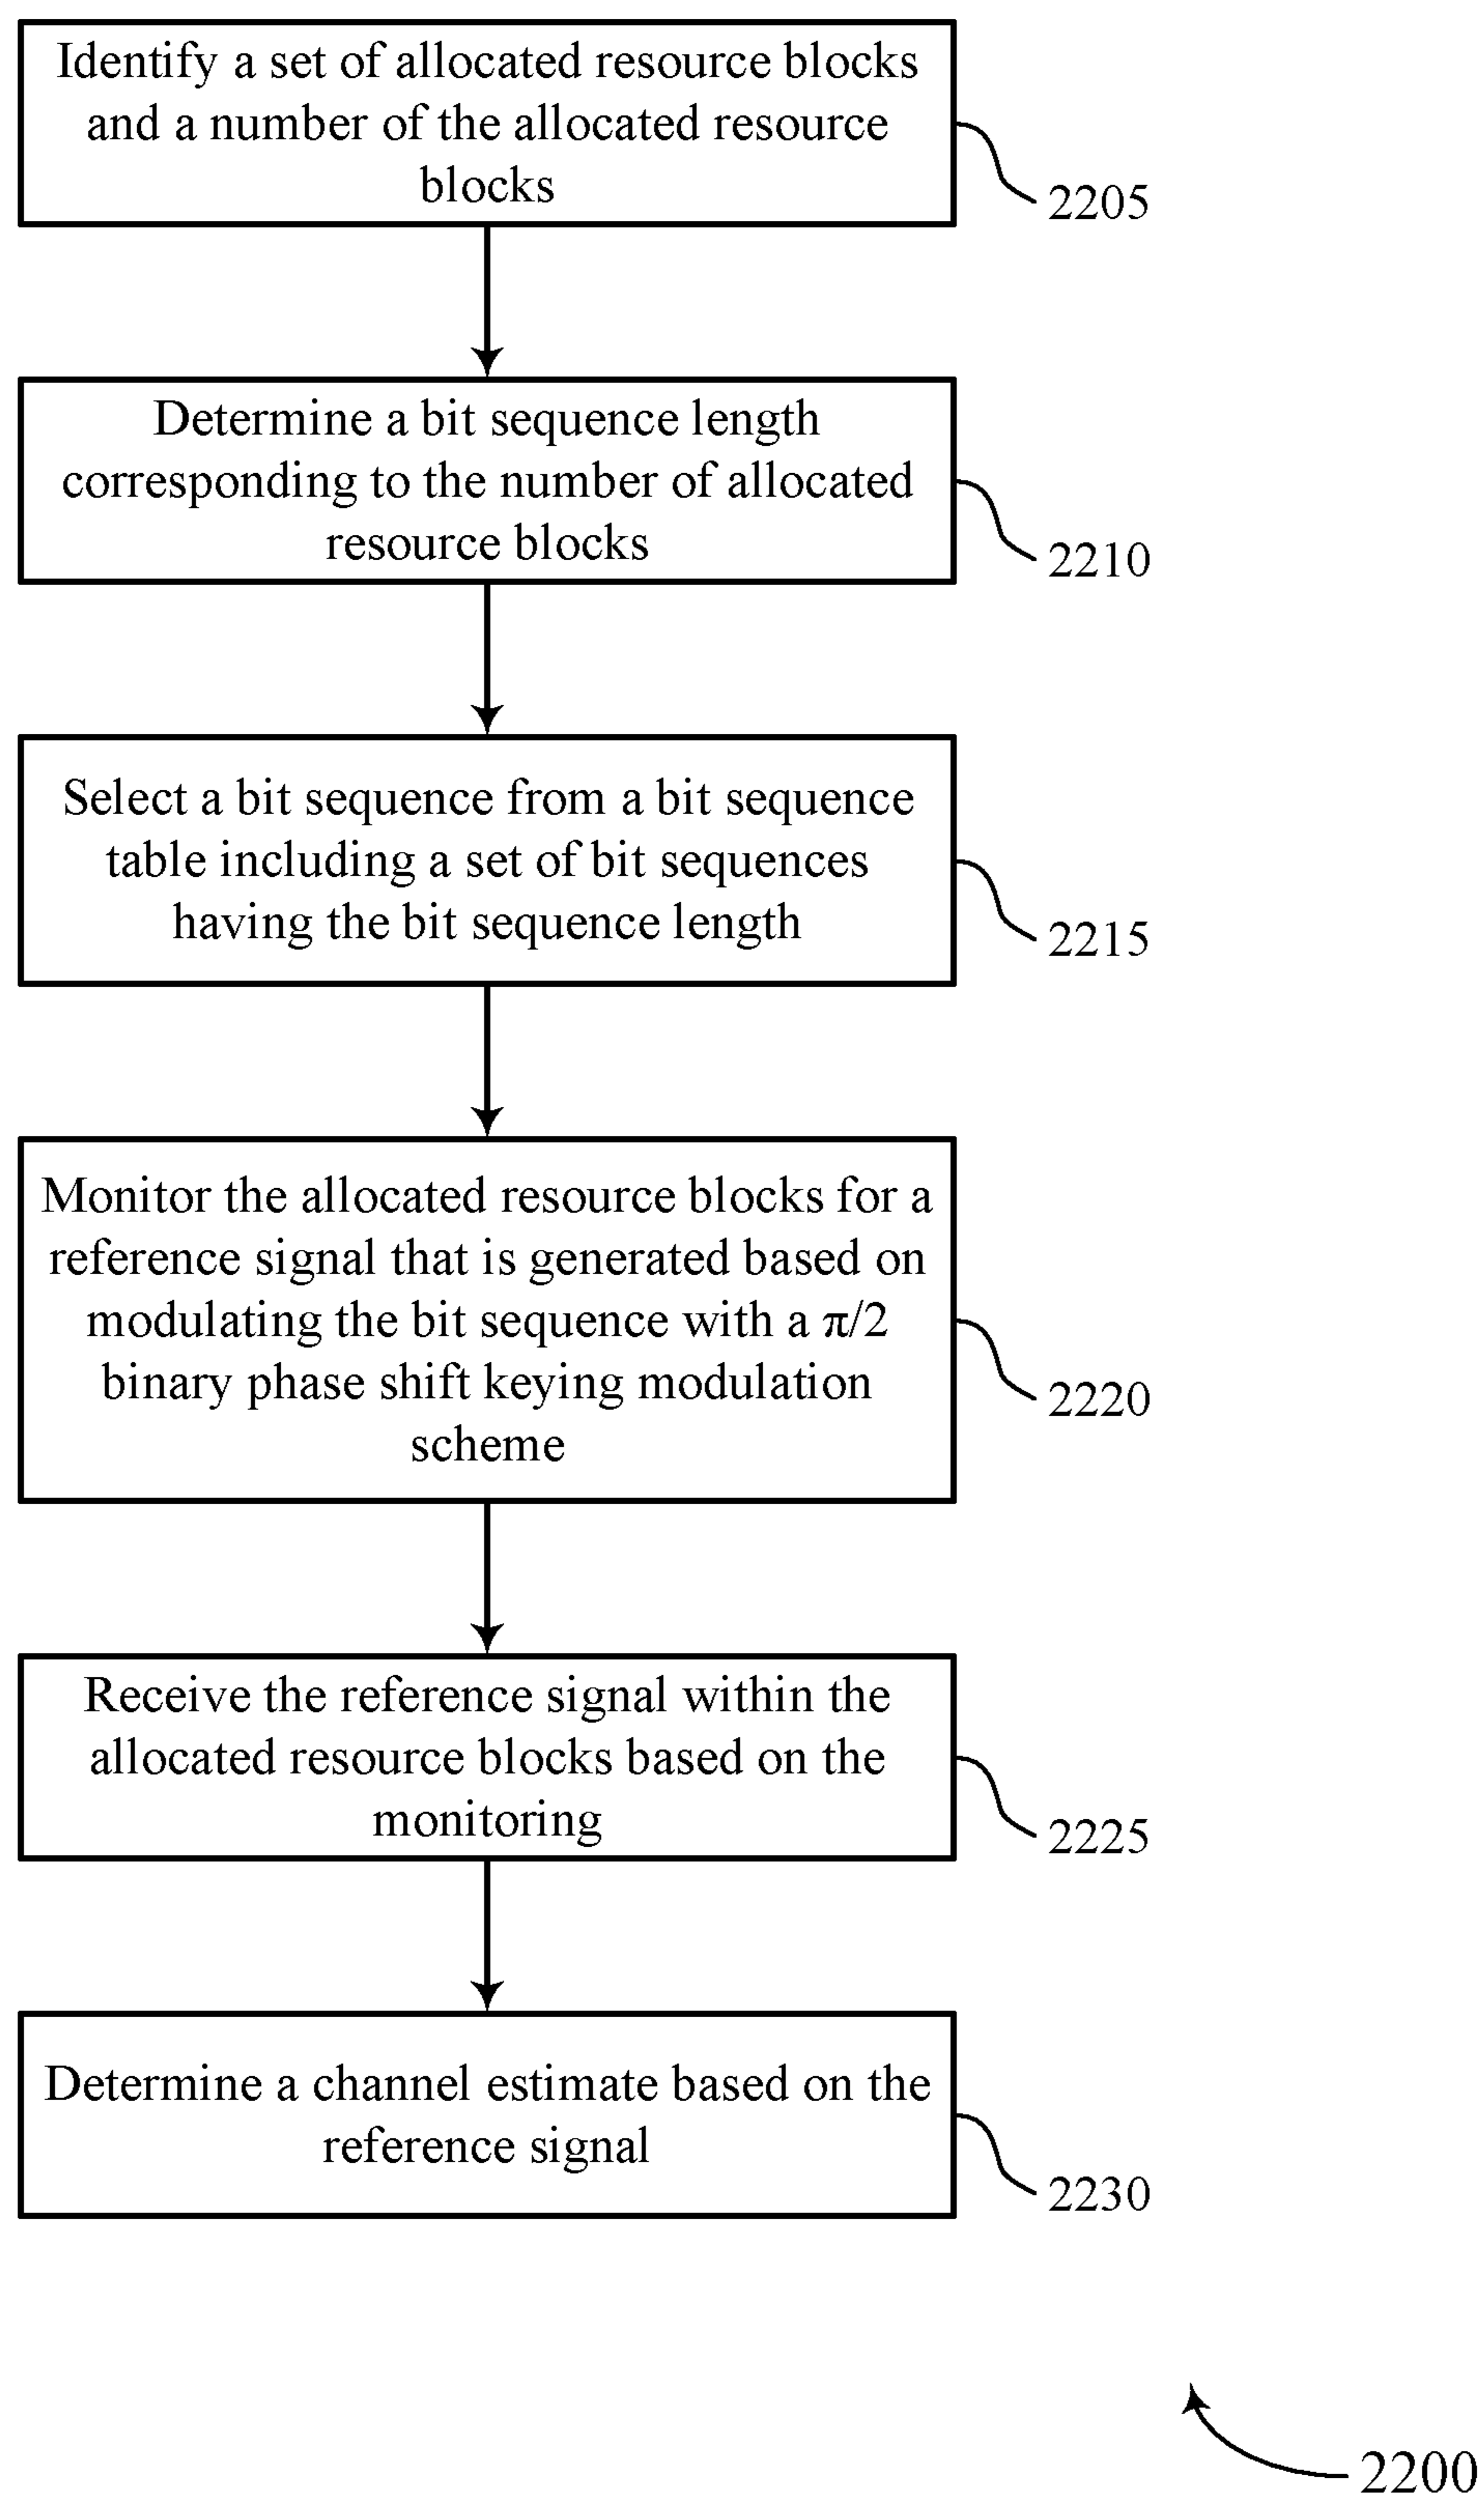 Identify a set of allocated resource blocks
and a number of the allocated resource
blocks
2205
Determine a bit sequence length
corresponding to the number of allocated
resource blocks
2210
Select a bit sequence from a bit sequence
table including a set of bit sequences
having the bit sequence length
2215
Monitor the allocated resource blocks for a
reference signal that is generated based on
modulating the bit sequence with a π/2
binary phase shift keying modulation
scheme
2220
Receive the reference signal within the
allocated resource blocks based on the
monitoring
2225
Determine a channel estimate based on the
reference signal
2230
2200